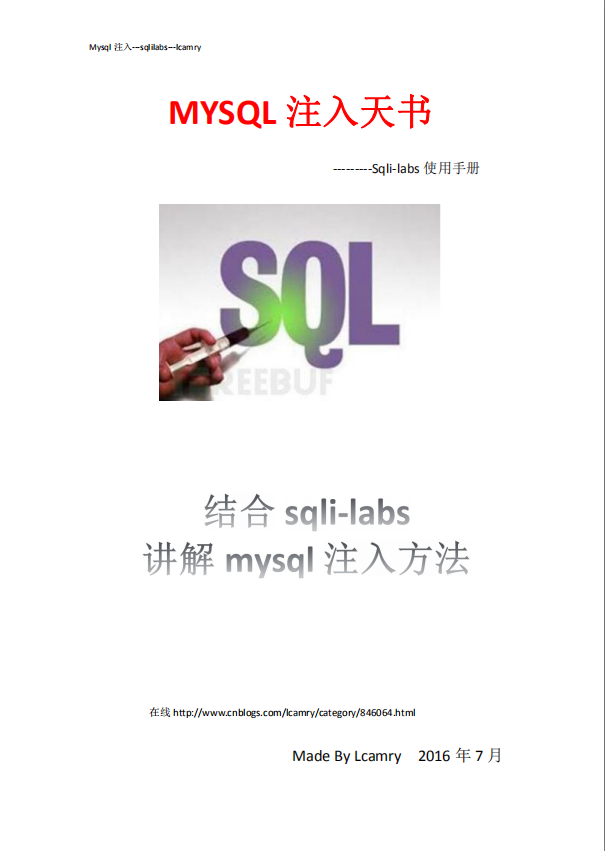 Mysql 注入---sqlilabs---lcamry
MYSQL 注入天书
---------Sqli-labs 使用手册
SQL
FREEBUF
结合 sqli-labs
讲解 mysql 注入方法
在线 http://www.cnblogs.com/lcamry/category/846064.html
Made By Lcamry 2016 年 7 月